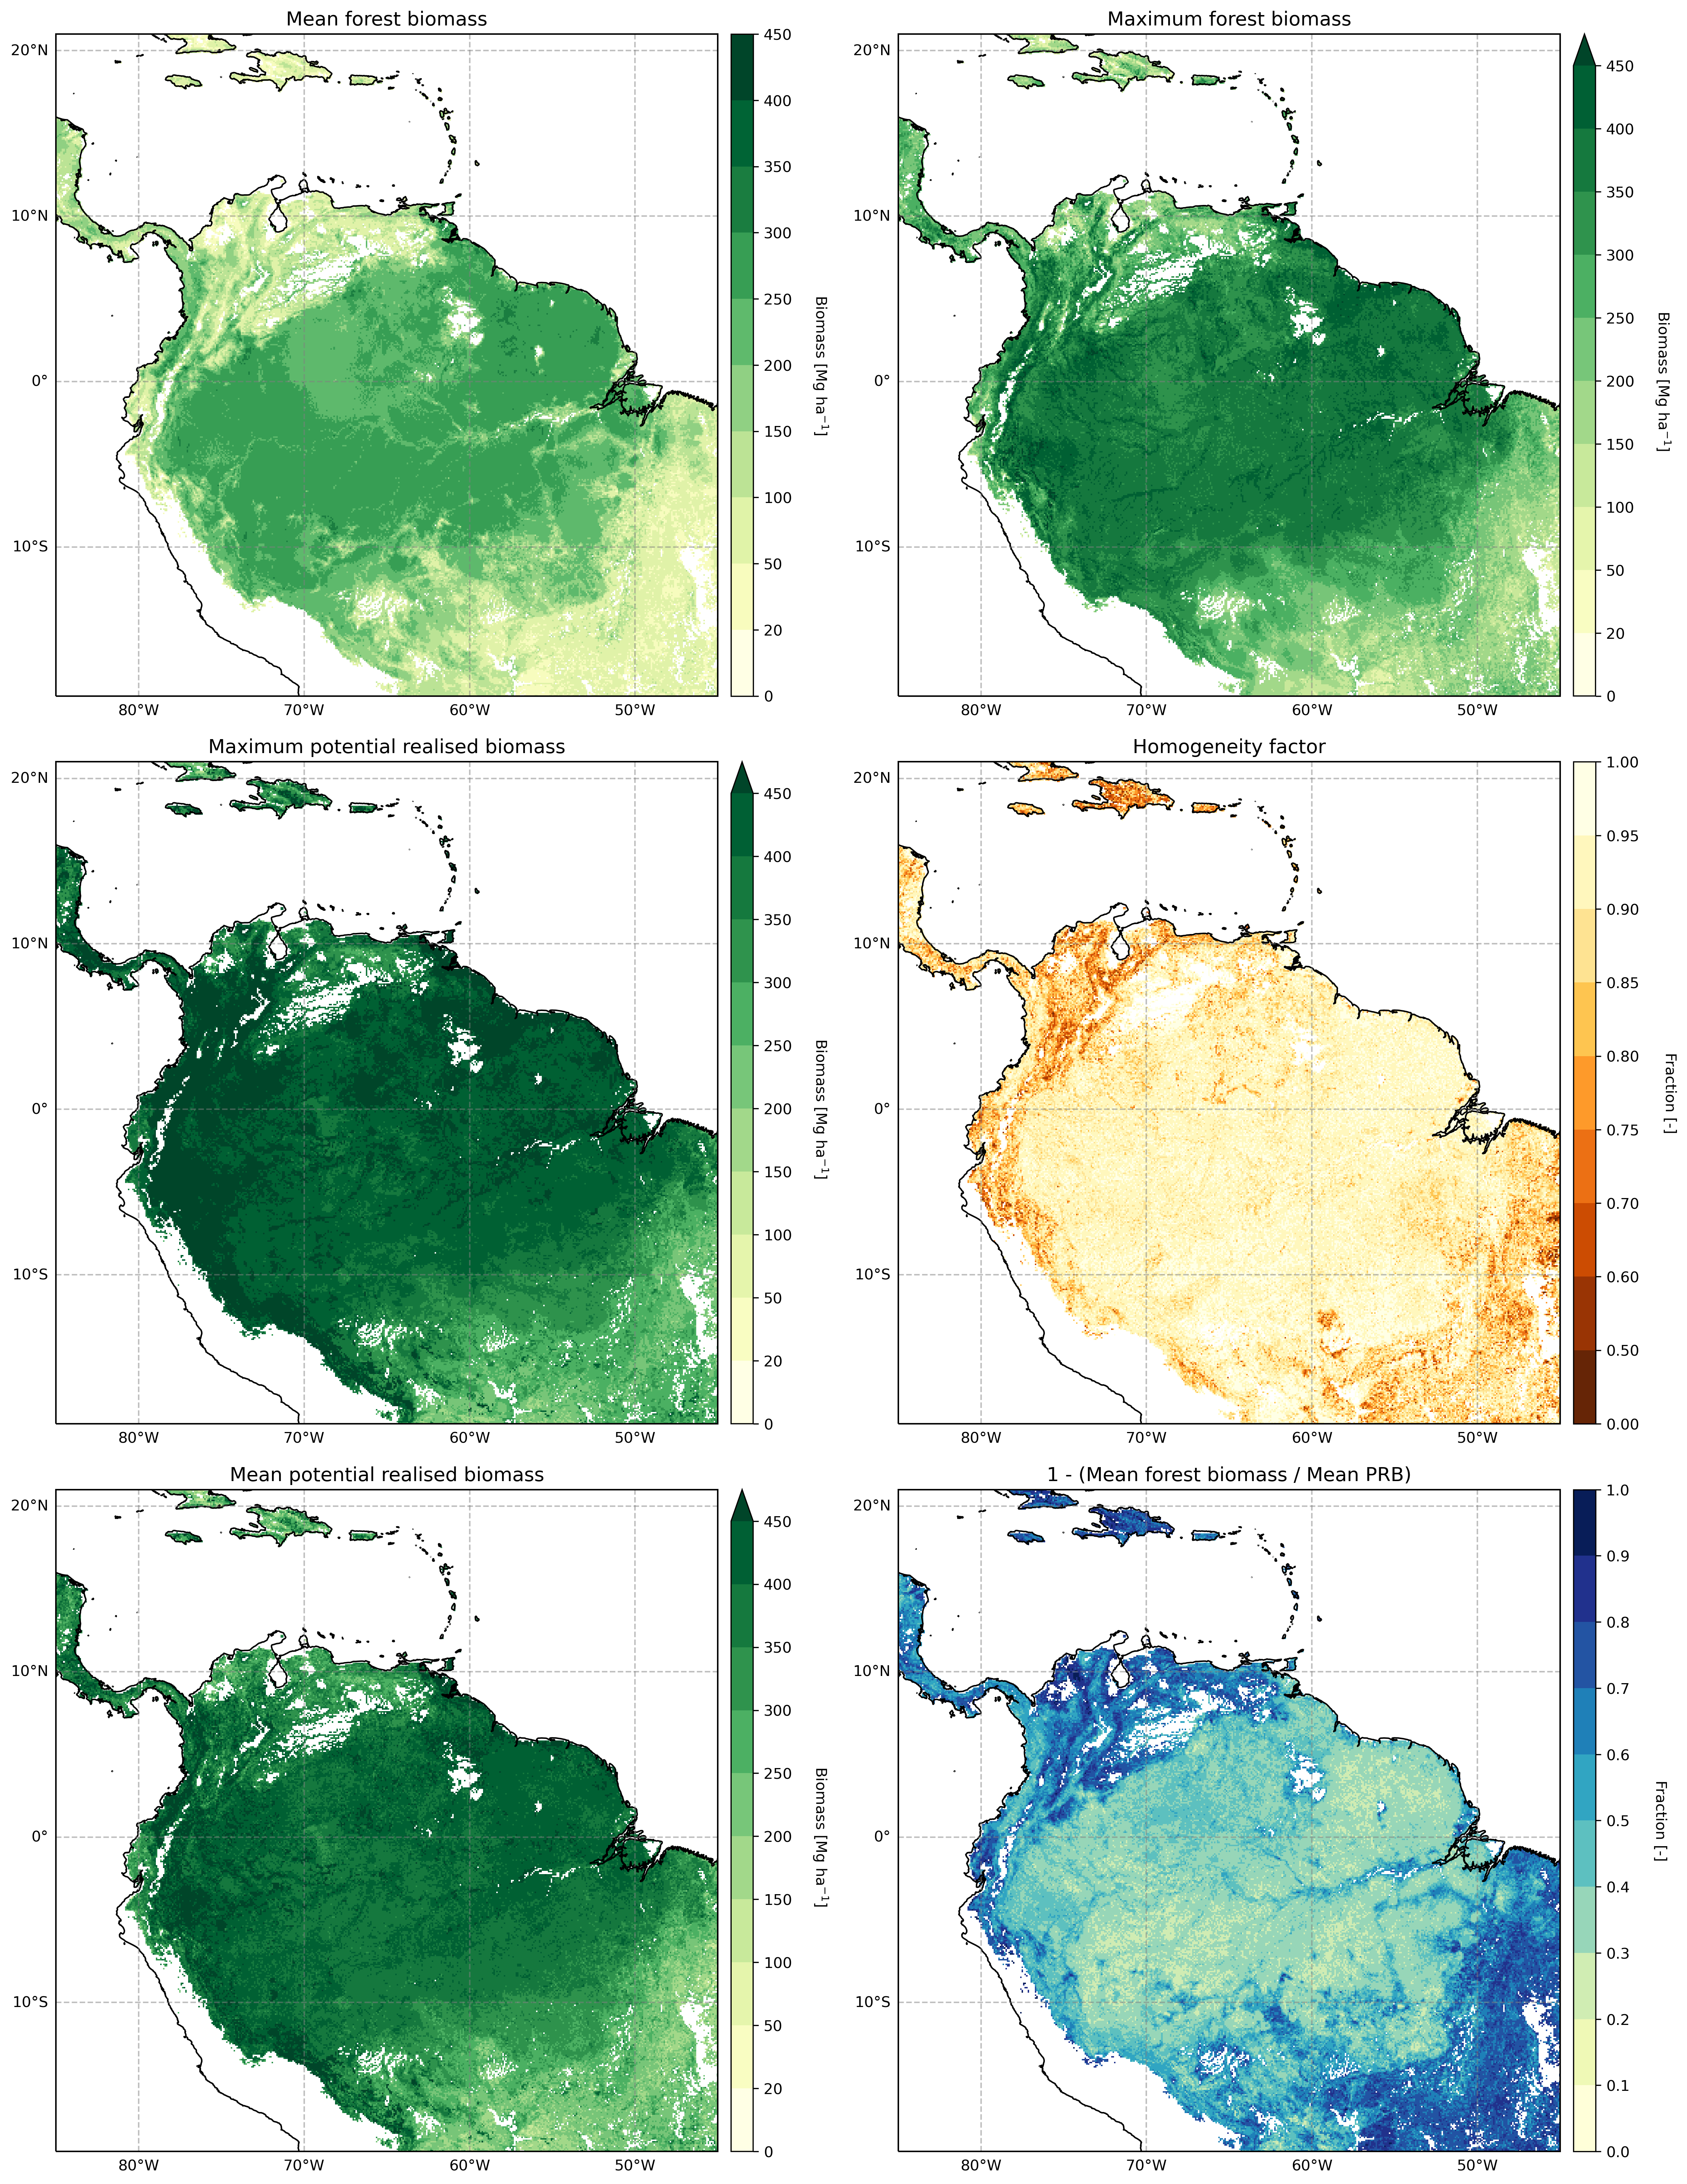 Mean forest biomass
20°N
10°N
0°
10°S
80°W 70°W 60°W 50°W
450
400
350
300
250
200
150
100
50
20
0
Biomass [Mg ha⁻¹]
Maximum forest biomass
20°N
10°N
0°
10°S
80°W 70°W 60°W 50°W
450
400
350
300
250
200
150
100
50
20
0
Biomass [Mg ha⁻¹]
Maximum potential realised biomass
20°N
10°N
0°
10°S
80°W 70°W 60°W 50°W
450
400
350
300
250
200
150
100
50
20
0
Biomass [Mg ha⁻¹]
Homogeneity factor
20°N
10°N
0°
10°S
80°W 70°W 60°W 50°W
1.00
0.95
0.90
0.85
0.80
0.75
0.70
0.60
0.50
0.00
Fraction [-]
Mean potential realised biomass
20°N
10°N
0°
10°S
80°W 70°W 60°W 50°W
450
400
350
300
250
200
150
100
50
20
0
Biomass [Mg ha⁻¹]
1 - (Mean forest biomass / Mean PRB)
20°N
10°N
0°
10°S
80°W 70°W 60°W 50°W
1.0
0.9
0.8
0.7
0.6
0.5
0.4
0.3
0.2
0.1
0.0
Fraction [-]